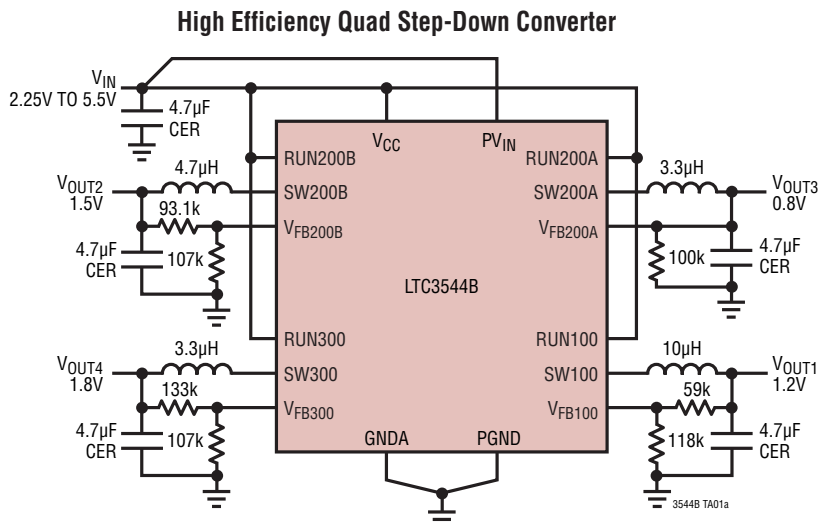 High Efficiency Quad Step-Down Converter
VIN
2.25V TO 5.5V
4.7µF
CER
VCC
PVIN
RUN200B
RUN200A
VOUT2
1.5V
4.7µH
SW200B
SW200A
3.3µH
VOUT3
0.8V
93.1k
VFB200B
VFB200A
4.7µF
CER
107k
100k
4.7µF
CER
LTC3544B
RUN300
RUN100
VOUT4
1.8V
3.3µH
SW300
SW100
10µH
VOUT1
1.2V
133k
VFB300
VFB100
59k
4.7µF
CER
107k
GNDA
PGND
118k
4.7µF
CER
3544B TA01a